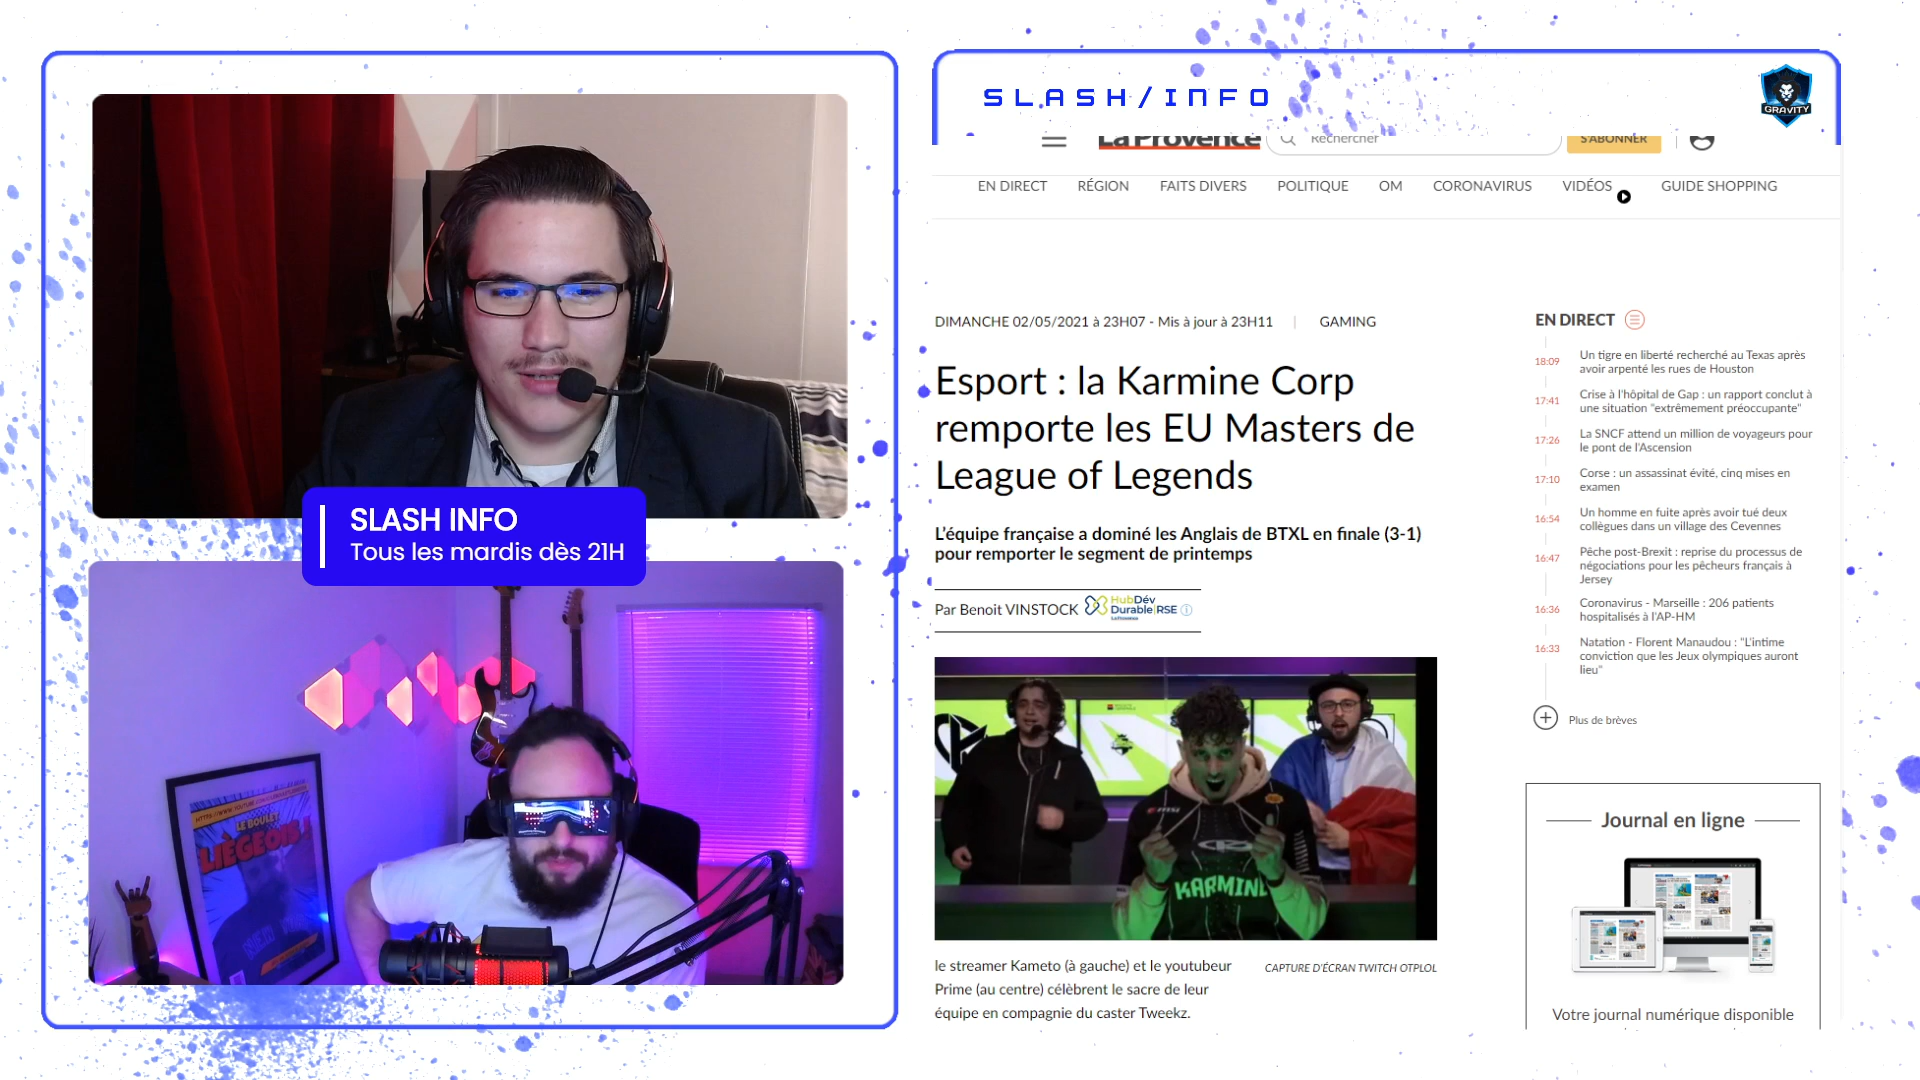 SLASH/INFO
GRAVITY
La Provence
Rechercher
S'ABONNER
EN DIRECT
RÉGION
FAITS DIVERS
POLITIQUE
OM
CORONAVIRUS
VIDÉOS
GUIDE SHOPPING
DIMANCHE 02/05/2021 à 23H07 - Mis à jour à 23H11 | GAMING
Esport : la Karmine Corp
remporte les EU Masters de
League of Legends
L'équipe française a dominé les Anglais de BTXL en finale (3-1)
pour remporter le segment de printemps
Par Benoit VINSTOCK
HubDév
Durable|RSE
LaProvence
KARMINE
le streamer Kameto (à gauche) et le youtubeur
Prime (au centre) célèbrent le sacre de leur
équipe en compagnie du caster Tweekz.
CAPTURE D'ÉCRAN TWITCH OTPLOL
EN DIRECT
18:09
Un tigre en liberté recherché au Texas après
avoir arpenté les rues de Houston
17:41
Crise à l'hôpital de Gap : un rapport conclut à
une situation "extrêmement préoccupante"
17:26
La SNCF attend un million de voyageurs pour
le pont de l'Ascension
17:10
Corse : un assassinat évité, cinq mises en
examen
16:54
Un homme en fuite après avoir tué deux
collègues dans un village des Cevennes
16:47
Pêche post-Brexit : reprise du processus de
négociations pour les pêcheurs français à
Jersey
16:36
Coronavirus - Marseille : 206 patients
hospitalisés à l'AP-HM
16:33
Natation - Florent Manaudou : "L'intime
conviction que les Jeux olympiques auront
lieu"
Plus de brèves
Journal en ligne
Votre journal numérique disponible
SLASH INFO
Tous les mardis dès 21H
LE BOULET
LIÉGEOIS!